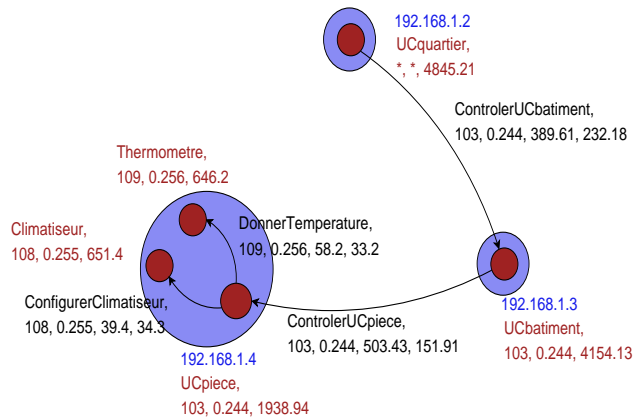 192.168.1.2
UCquartier,
*, *, 4845.21
ControlerUCbatiment,
103, 0.244, 389.61, 232.18
Thermometre,
109, 0.256, 646.2
Climatiseur,
108, 0.255, 651.4
DonnerTemperature,
109, 0.256, 58.2, 33.2
ConfigurerClimatiseur,
108, 0.255, 39.4, 34.3
192.168.1.3
UCbatiment,
103, 0.244, 4154.13
ControlerUCpiece,
103, 0.244, 503.43, 151.91
192.168.1.4
UCpiece,
103, 0.244, 1938.94